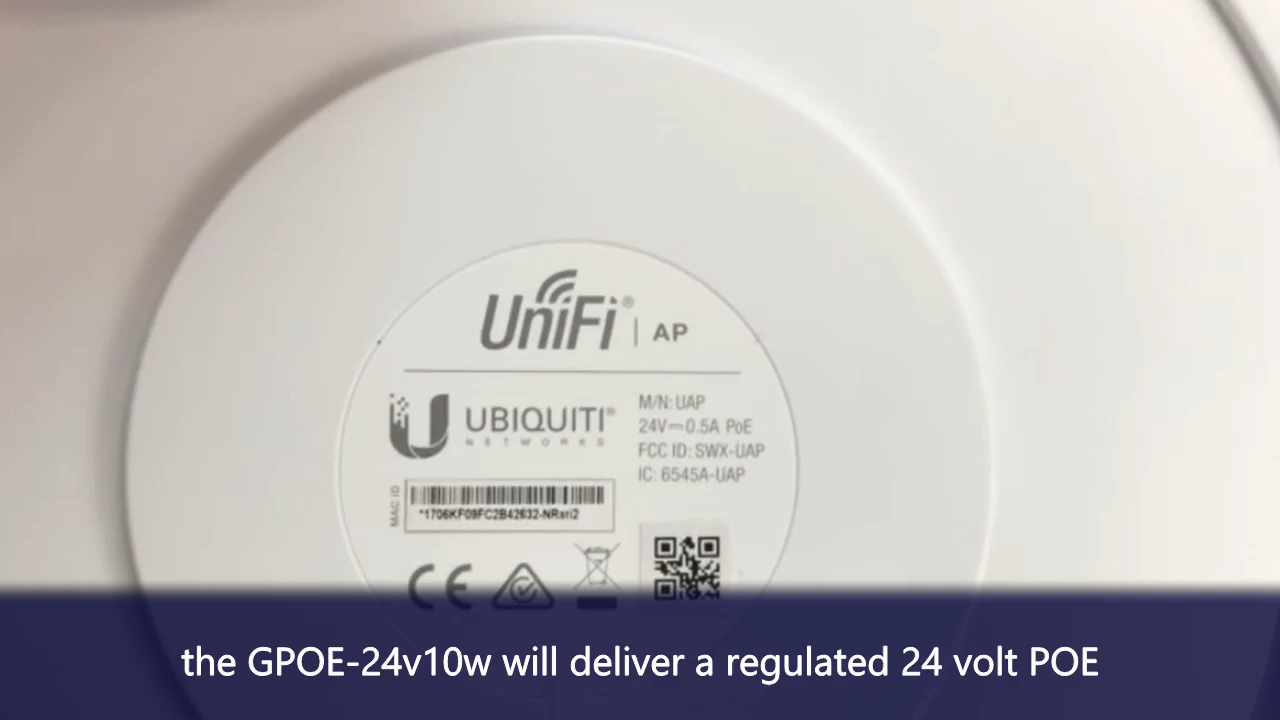 UniFi® | AP
UBIQUITI®
NETWORKS
M/N: UAP
24V⎓0.5A PoE
FCC ID: SWX-UAP
IC: 6545A-UAP
MAC ID
*1706KF09FC2B42632-NRsri2
CE
the GPOE-24v10w will deliver a regulated 24 volt POE